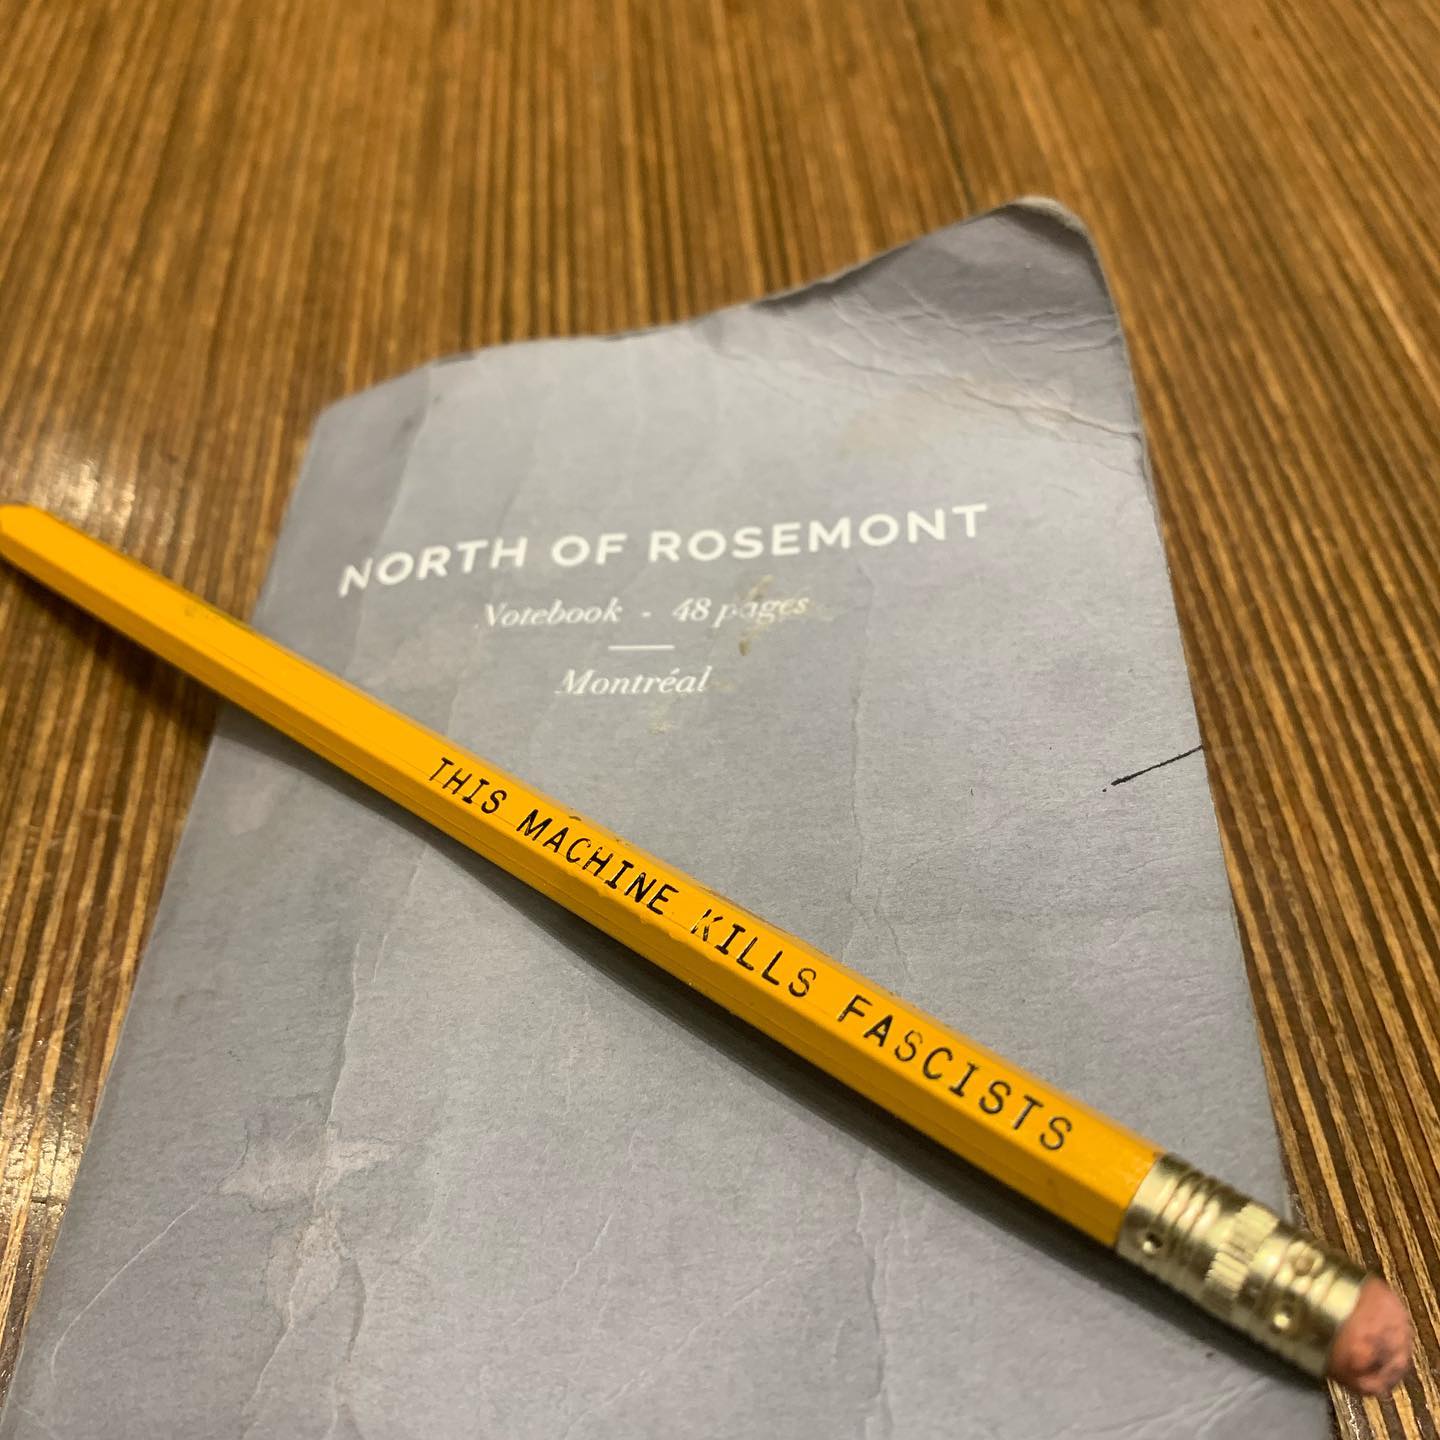 NORTH OF ROSEMONT
Notebook - 48 pages
Montréal
THIS MACHINE KILLS FASCISTS